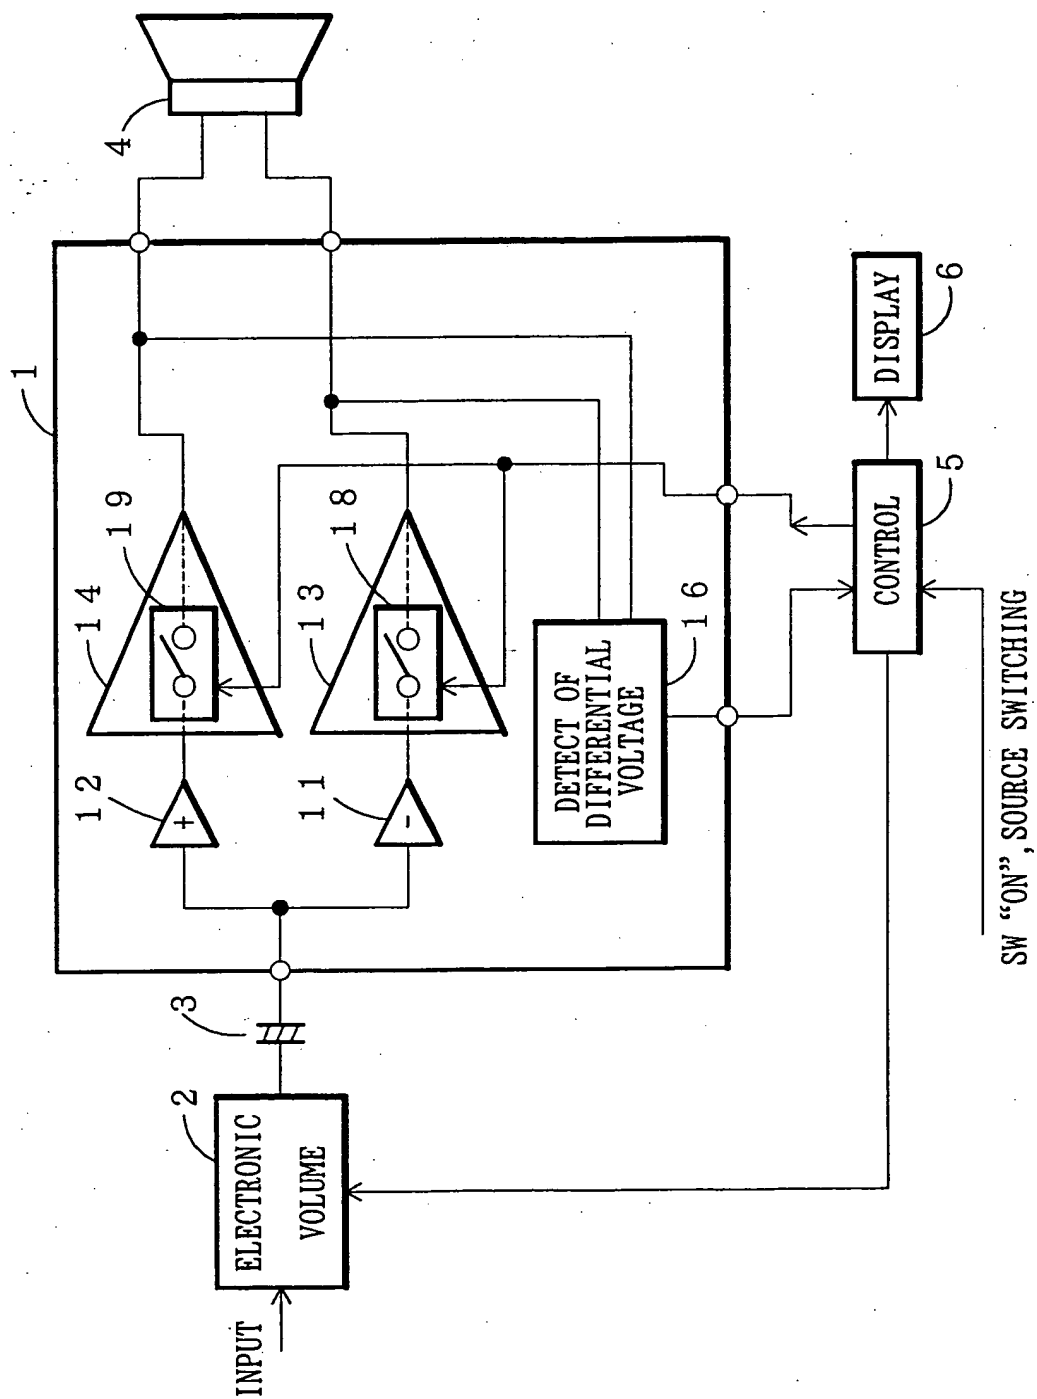 INPUT
ELECTRONIC
VOLUME
2
3
1
12
+
11
-
14
19
13
18
DETECT OF
DIFFERENTIAL
VOLTAGE
16
4
CONTROL
5
DISPLAY
6
SW “ON”, SOURCE SWITCHING